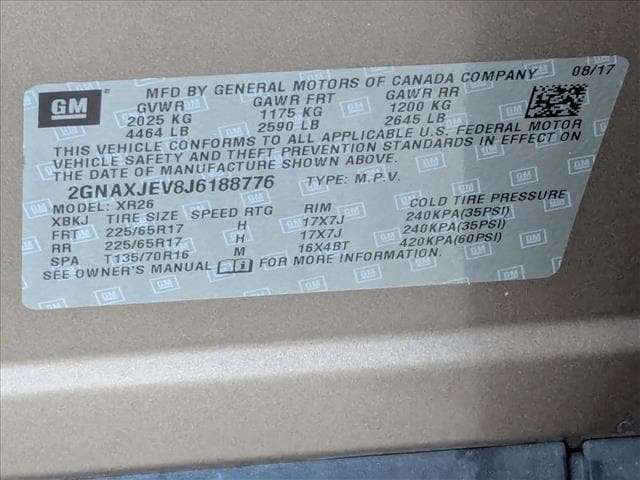 GM
MFD BY GENERAL MOTORS OF CANADA COMPANY 08/17
GVWR GAWR FRT GAWR RR
2025 KG 1175 KG 1200 KG
4464 LB 2590 LB 2645 LB
THIS VEHICLE CONFORMS TO ALL APPLICABLE U.S. FEDERAL MOTOR
VEHICLE SAFETY AND THEFT PREVENTION STANDARDS IN EFFECT ON
THE DATE OF MANUFACTURE SHOWN ABOVE.
2GNAXJEV8J6188776 TYPE: M.P.V.
MODEL: XR26
XBKJ TIRE SIZE SPEED RTG RIM COLD TIRE PRESSURE
FRT 225/65R17 H 17X7J 240KPA(35PSI)
RR 225/65R17 H 17X7J 240KPA(35PSI)
SPA T135/70R16 M 16X4BT 420KPA(60PSI)
SEE OWNER'S MANUAL FOR MORE INFORMATION.